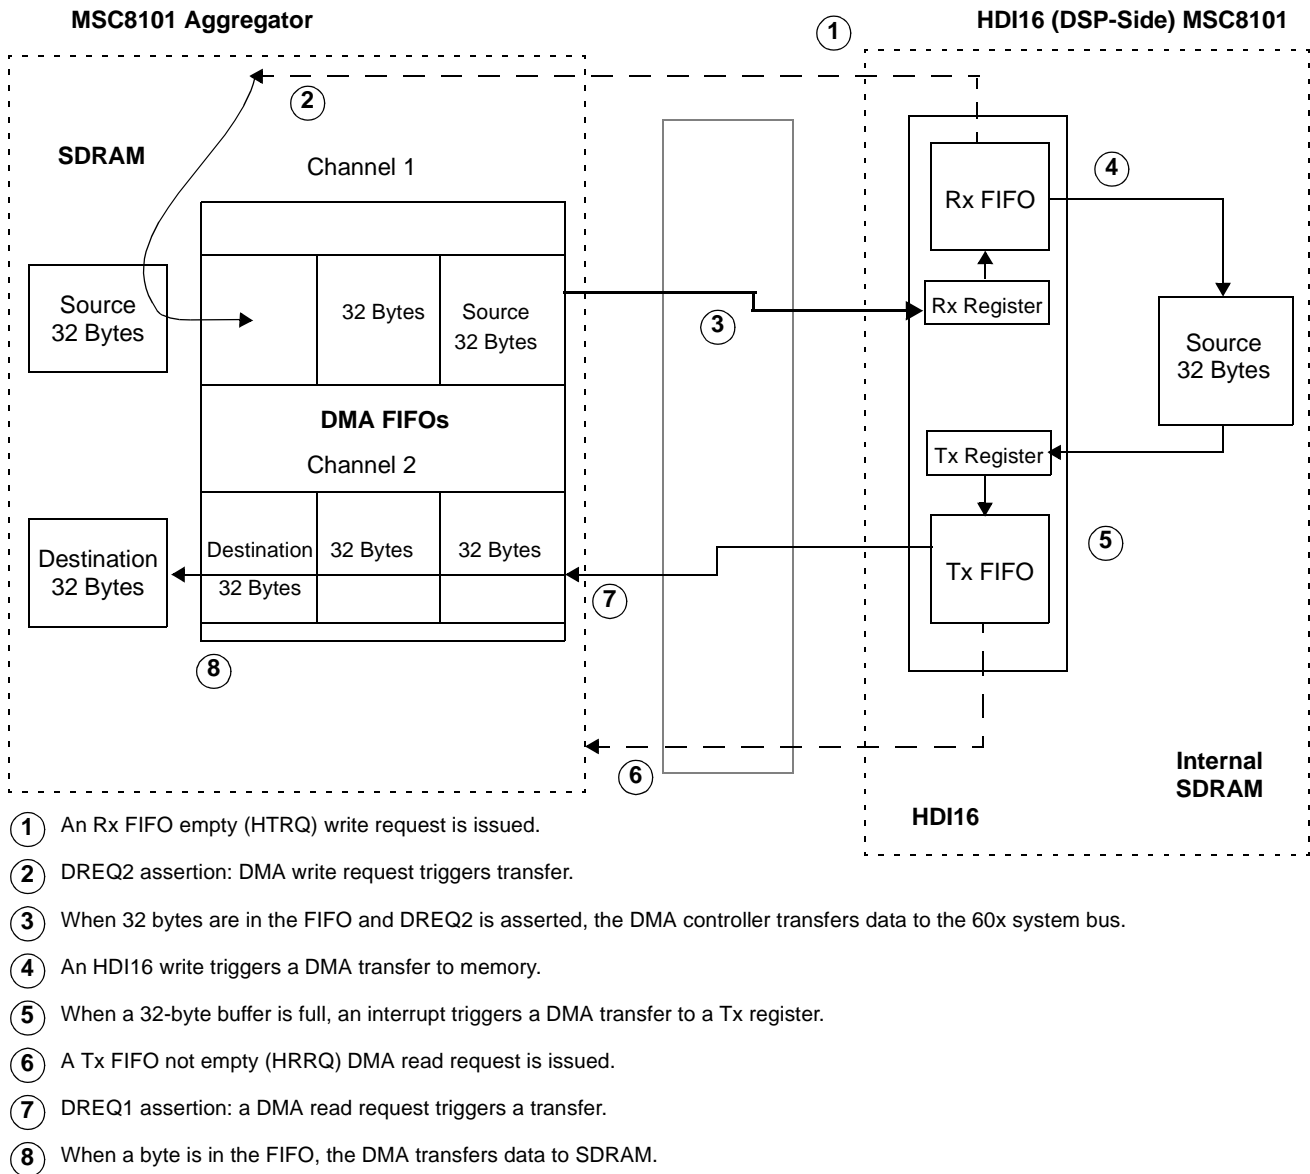 MSC8101 Aggregator
HDI16 (DSP-Side) MSC8101
1
2
SDRAM
Channel 1
Rx FIFO
4
Source
32 Bytes
32 Bytes
Source
32 Bytes
3
Rx Register
Source
32 Bytes
DMA FIFOs
Channel 2
Tx Register
Destination
32 Bytes
Destination
32 Bytes
32 Bytes
32 Bytes
7
Tx FIFO
5
8
6
Internal
SDRAM
HDI16
1 An Rx FIFO empty (HTRQ) write request is issued.
2 DREQ2 assertion: DMA write request triggers transfer.
3 When 32 bytes are in the FIFO and DREQ2 is asserted, the DMA controller transfers data to the 60x system bus.
4 An HDI16 write triggers a DMA transfer to memory.
5 When a 32-byte buffer is full, an interrupt triggers a DMA transfer to a Tx register.
6 A Tx FIFO not empty (HRRQ) DMA read request is issued.
7 DREQ1 assertion: a DMA read request triggers a transfer.
8 When a byte is in the FIFO, the DMA transfers data to SDRAM.